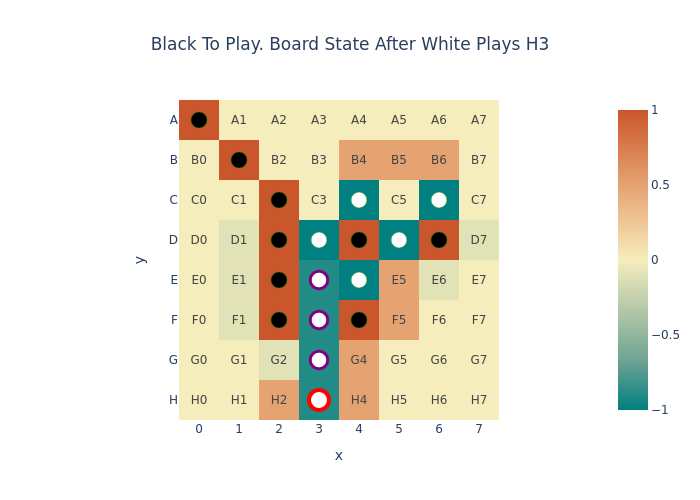 Black To Play. Board State After White Plays H3
A A1 A2 A3 A4 A5 A6 A7
B B0 B2 B3 B4 B5 B6 B7
C C0 C1 C3 C5 C7
D D0 D1 D7
E E0 E1 E5 E6 E7
F F0 F1 F5 F6 F7
G G0 G1 G2 G4 G5 G6 G7
H H0 H1 H2 H4 H5 H6 H7
0 1 2 3 4 5 6 7
x
y
1
0.5
0
−0.5
−1